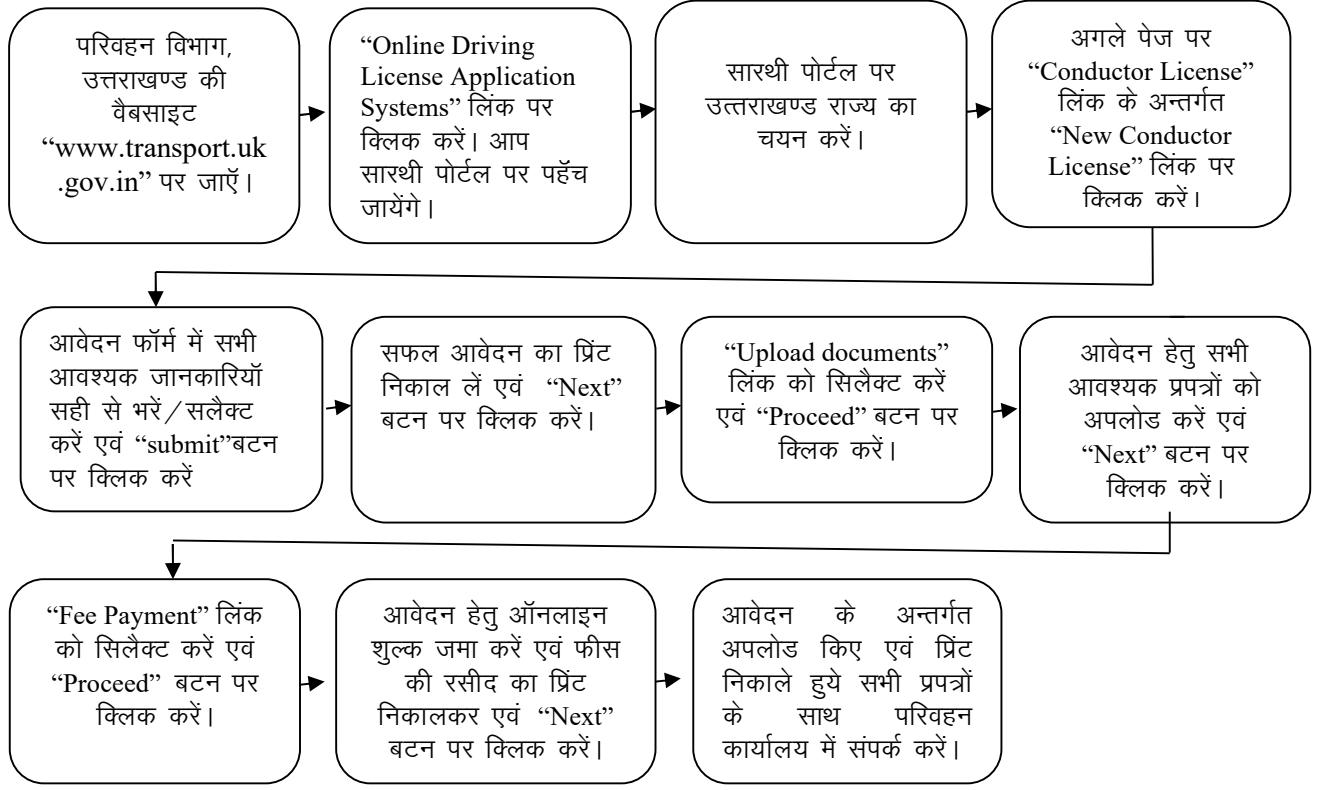 परिवहन विभाग,
उत्तराखण्ड की
वैबसाइट
“www.transport.uk
.gov.in” पर जाएॅ।
“Online Driving
License Application
Systems” लिंक पर
क्लिक करें। आप
सारथी पोर्टल पर पहॅच
जायेंगे।
सारथी पोर्टल पर
उत्तराखण्ड राज्य का
चयन करें।
अगले पेज पर
“Conductor License”
लिंक के अन्तर्गत
“New Conductor
License” लिंक पर
क्लिक करें।
आवेदन फॉर्म में सभी
आवश्यक जानकारियॉ
सही से भरें/सलैक्ट
करें एवं “submit”बटन
पर क्लिक करें
सफल आवेदन का प्रिंट
निकाल लें एवं “Next”
बटन पर क्लिक करें।
“Upload documents”
लिंक को सिलैक्ट करें
एवं “Proceed” बटन पर
क्लिक करें।
आवेदन हेतु सभी
आवश्यक प्रपत्रों को
अपलोड करें एवं
“Next” बटन पर
क्लिक करें।
“Fee Payment” लिंक
को सिलैक्ट करें एवं
“Proceed” बटन पर
क्लिक करें।
आवेदन हेतु ऑनलाइन
शुल्क जमा करें एवं फीस
की रसीद का प्रिंट
निकालकर एवं “Next”
बटन पर क्लिक करें।
आवेदन के अन्तर्गत
अपलोड किए एवं प्रिंट
निकाले हुये सभी प्रपत्रों
के साथ परिवहन
कार्यालय में संपर्क करें।